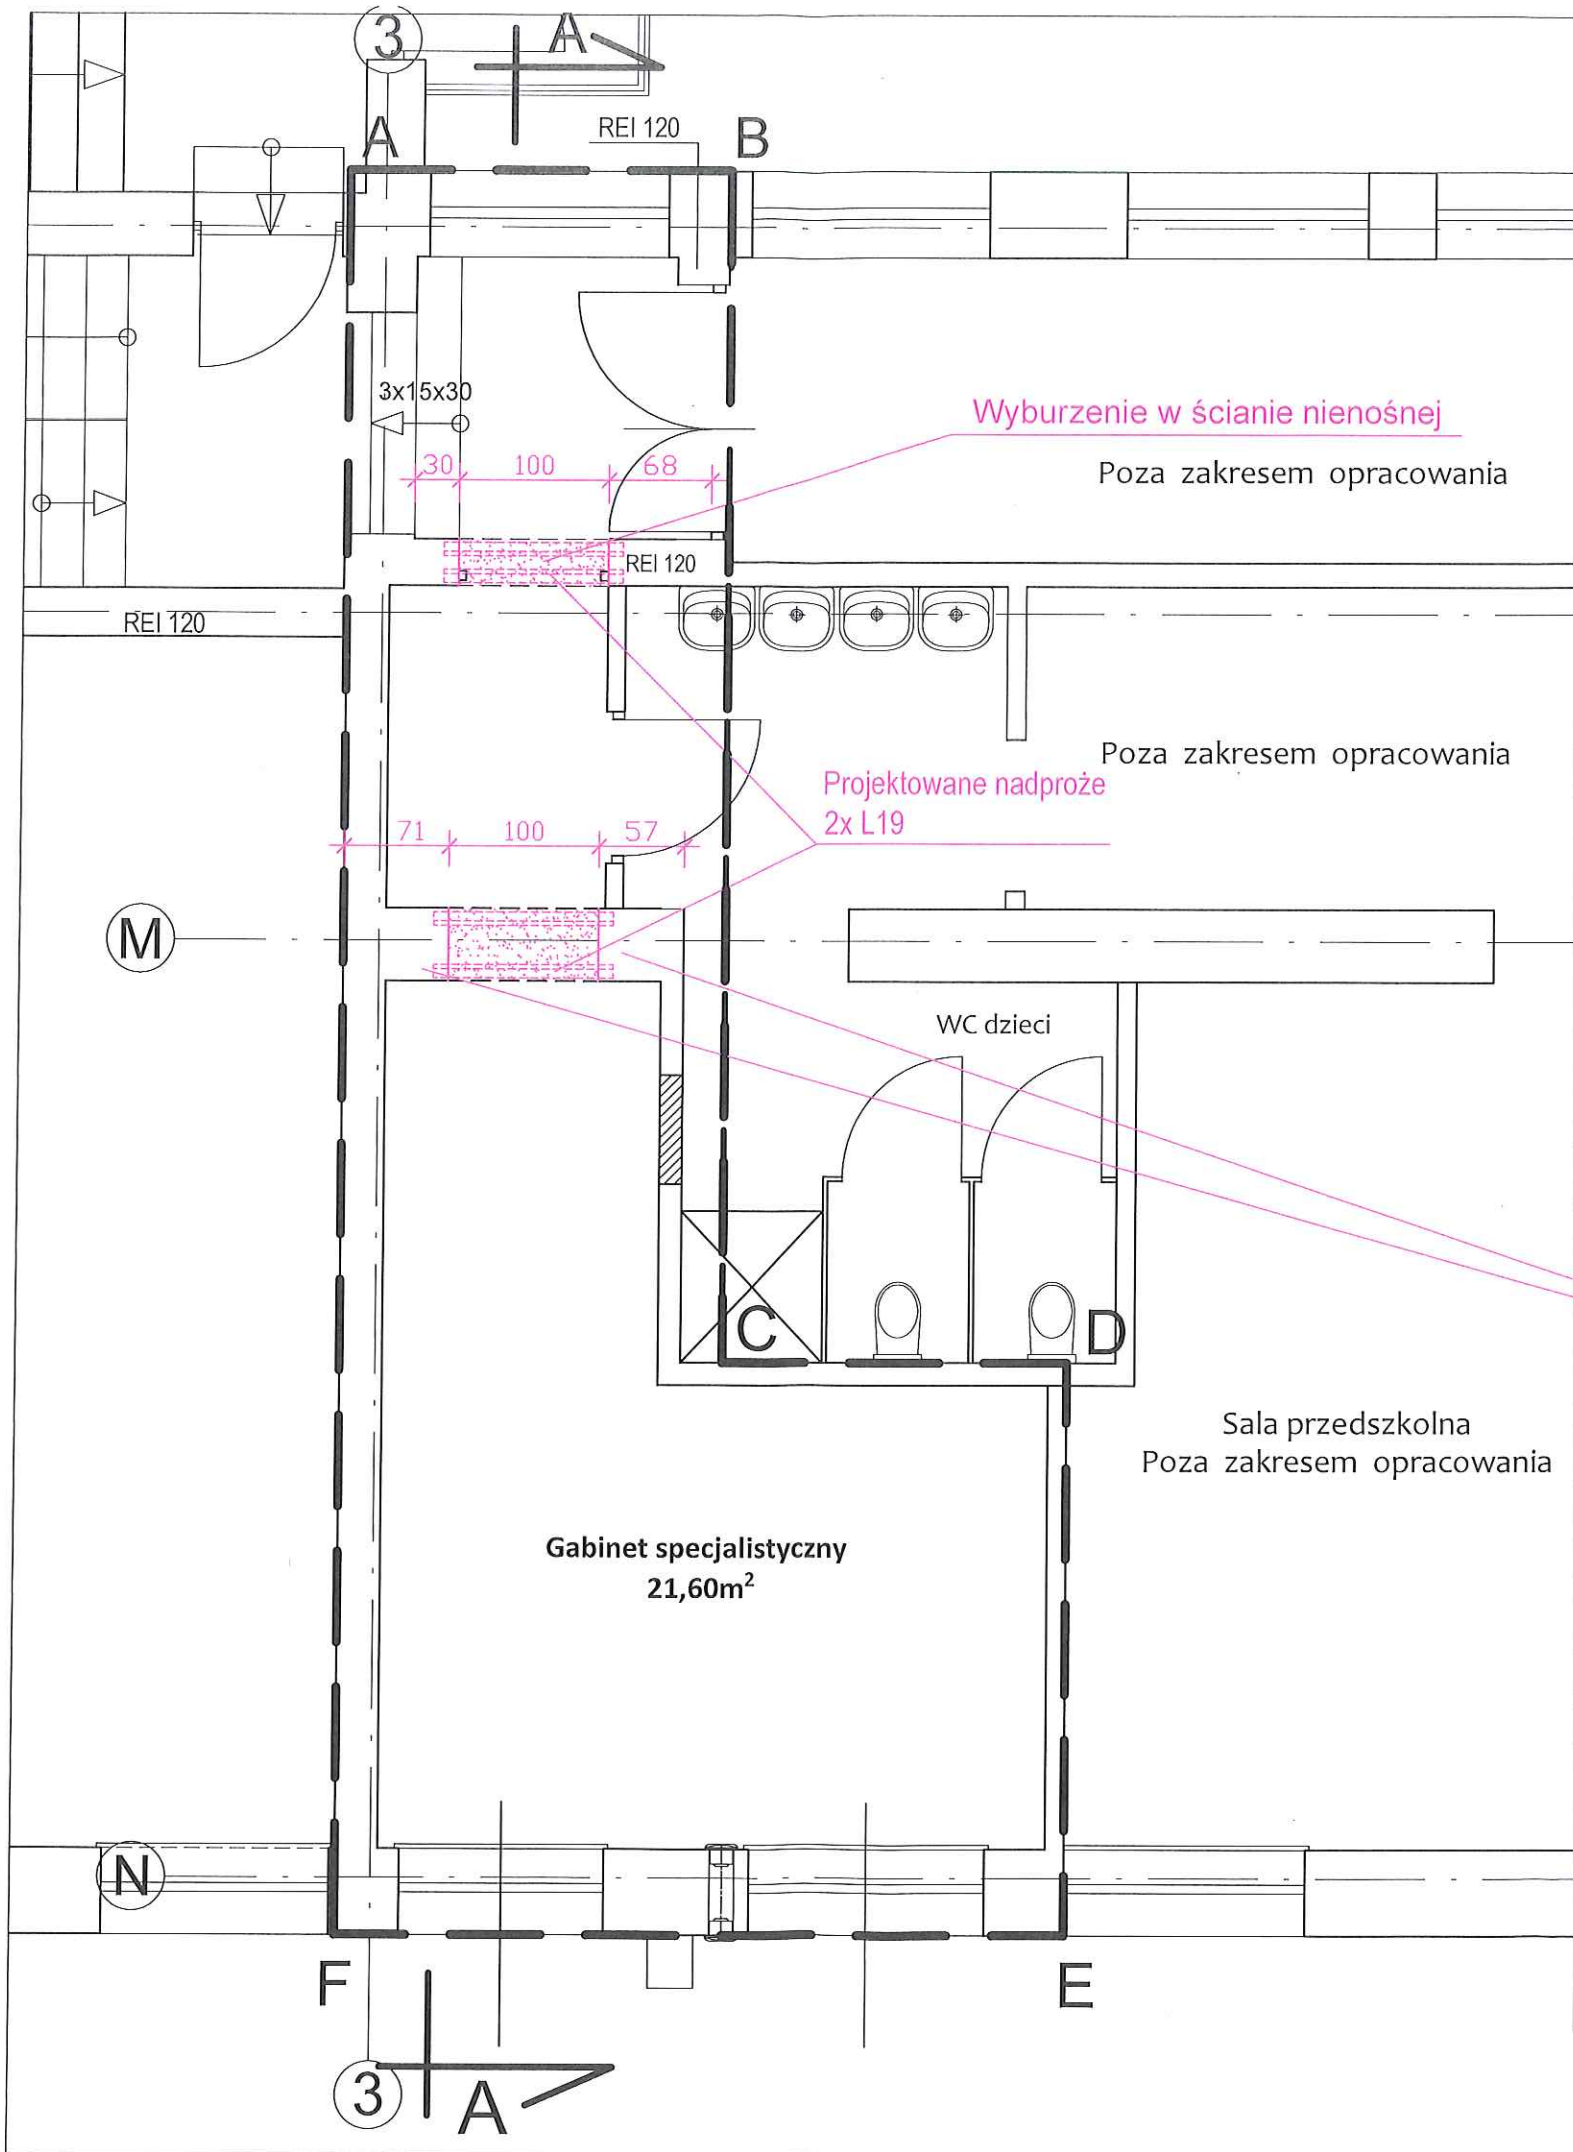 3
A
A
REI 120
B
3x15x30
Wyburzenie w ścianie nienośnej
30
100
68
Poza zakresem opracowania
REI 120
REI 120
Poza zakresem opracowania
Projektowane nadproże
2x L19
71
100
57
M
WC dzieci
C
D
Sala przedszkolna
Poza zakresem opracowania
Gabinet specjalistyczny
21,60m²
N
F
E
3
A